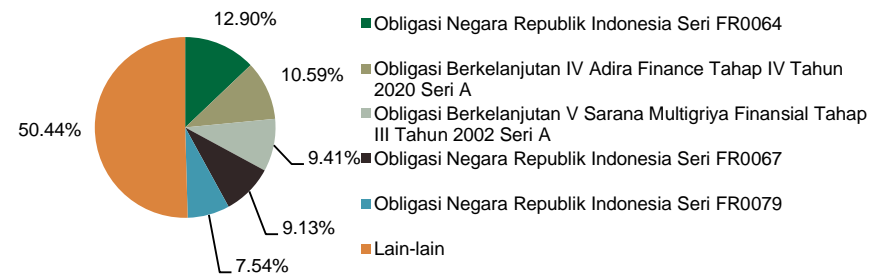 12.90%
10.59%
9.41%
9.13%
7.54%
50.44%
Obligasi Negara Republik Indonesia Seri FR0064
Obligasi Berkelanjutan IV Adira Finance Tahap IV Tahun
2020 Seri A
Obligasi Berkelanjutan V Sarana Multigriya Finansial Tahap
III Tahun 2002 Seri A
Obligasi Negara Republik Indonesia Seri FR0067
Obligasi Negara Republik Indonesia Seri FR0079
Lain-lain